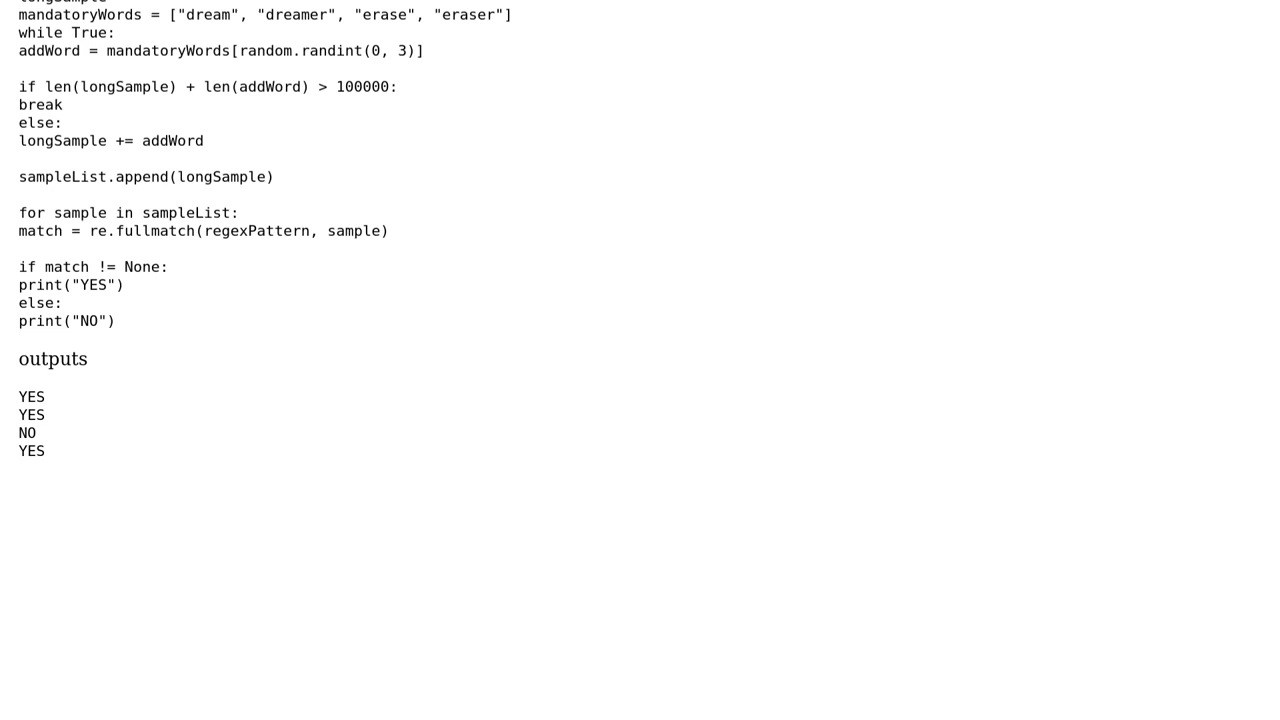 mandatoryWords = ["dream", "dreamer", "erase", "eraser"]
while True:
addWord = mandatoryWords[random.randint(0, 3)]
if len(longSample) + len(addWord) > 100000:
break
else:
longSample += addWord
sampleList.append(longSample)
for sample in sampleList:
match = re.fullmatch(regexPattern, sample)
if match != None:
print("YES")
else:
print("NO")
outputs
YES
YES
NO
YES